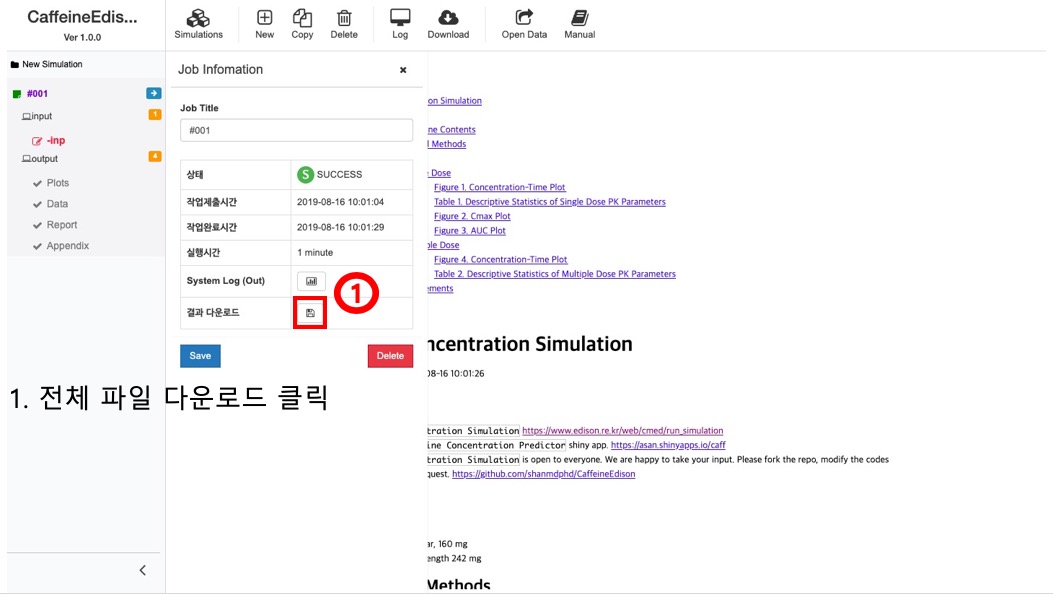 CaffeineEdis...
Ver 1.0.0
Simulations
New
Copy
Delete
Log
Download
Open Data
Manual
New Simulation
#001
input
1
-inp
output
4
Plots
Data
Report
Appendix
Job Infomation
Job Title
#001
상태 S SUCCESS
작업제출시간 2019-08-16 10:01:04
작업완료시간 2019-08-16 10:01:29
실행시간 1 minute
System Log (Out)
1
결과 다운로드
Save
Delete
1. 전체 파일 다운로드 클릭
on Simulation
ne Contents
l Methods
e Dose
Figure 1. Concentration-Time Plot
Table 1. Descriptive Statistics of Single Dose PK Parameters
Figure 2. Cmax Plot
Figure 3. AUC Plot
ple Dose
Figure 4. Concentration-Time Plot
Table 2. Descriptive Statistics of Multiple Dose PK Parameters
ements
ncentration Simulation
08-16 10:01:26
tration Simulation https://www.edison.re.kr/web/cmed/run_simulation
ine Concentration Predictor shiny app. https://asan.shinyapps.io/caff
tration Simulation is open to everyone. We are happy to take your input. Please fork the repo, modify the codes
quest. https://github.com/shanmdphd/CaffeineEdison
ar, 160 mg
ength 242 mg
Methods